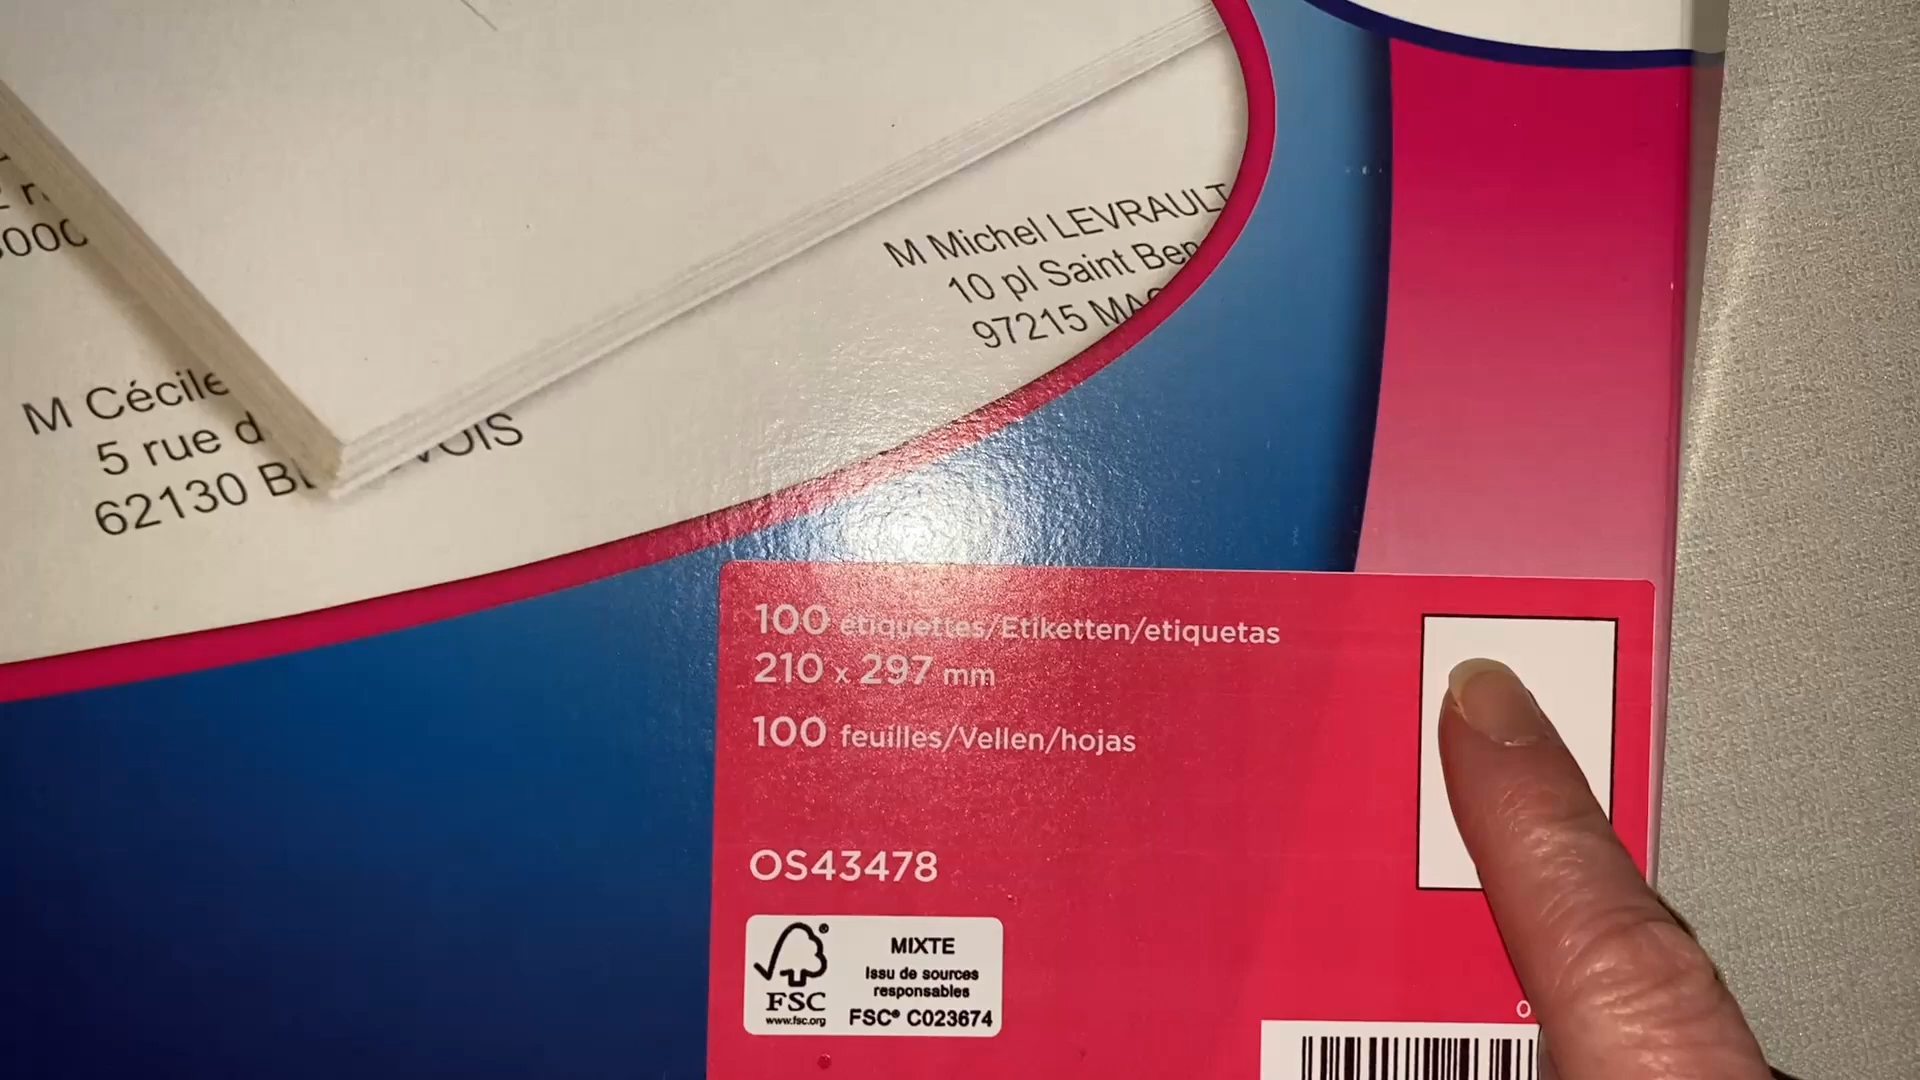 M Michel LEVRAULT
10 pl Saint
97215
M Cécile
5 rue
62130
100 étiquettes/Etiketten/etiquetas
210 x 297 mm
100 feuilles/Vellen/hojas
OS43478
FSC®
www.fsc.org
MIXTE
Issu de sources
responsables
FSC® C023674